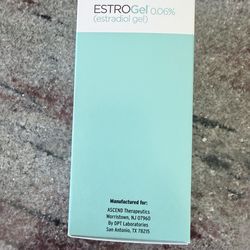 ESTROGel 0.06%
(estradiol gel)
Manufactured for:
ASCEND Therapeutics
Morristown, NJ 07960
By DPT Laboratories
San Antonio, TX 78215